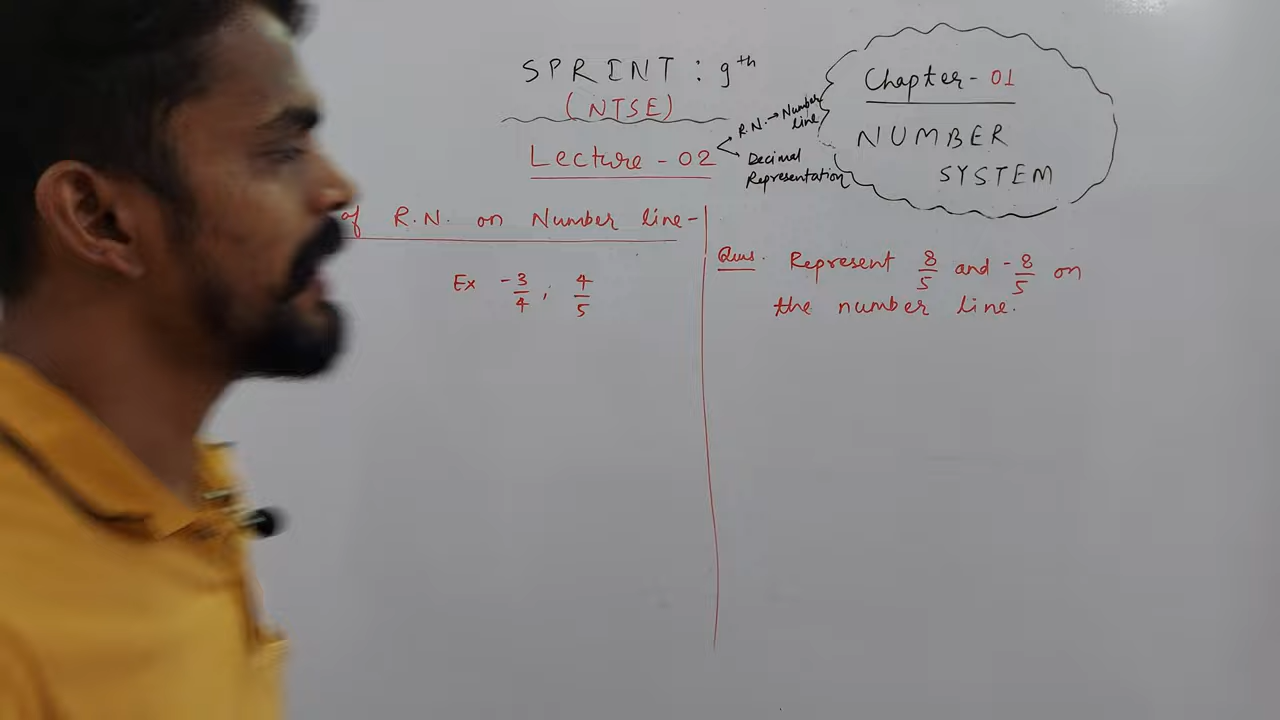 SPRINT : 9th
(NTSE)
Lecture - 02
R.N. → Number line
Decimal Representation
Chapter - 01
NUMBER
SYSTEM
of R.N. on Number line -
Ex -3/4 ; 4/5
Ques. Represent 8/5 and -8/5 on
the number line.